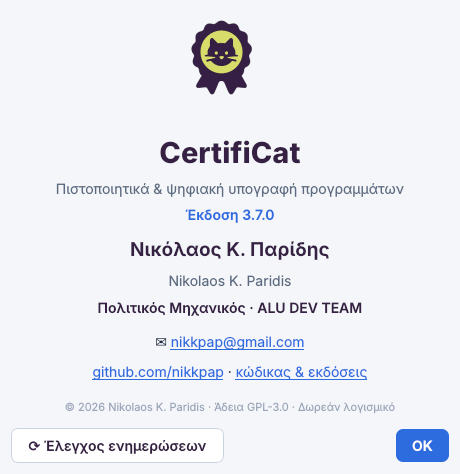 CertifiCat
Πιστοποιητικά & ψηφιακή υπογραφή προγραμμάτων
Έκδοση 3.7.0
Νικόλαος Κ. Παρίδης
Nikolaos K. Paridis
Πολιτικός Μηχανικός · ALU DEV TEAM
✉ nikkpap@gmail.com
github.com/nikkpap · κώδικας & εκδόσεις
© 2026 Nikolaos K. Paridis · Άδεια GPL-3.0 · Δωρεάν λογισμικό
⟳ Έλεγχος ενημερώσεων
OK